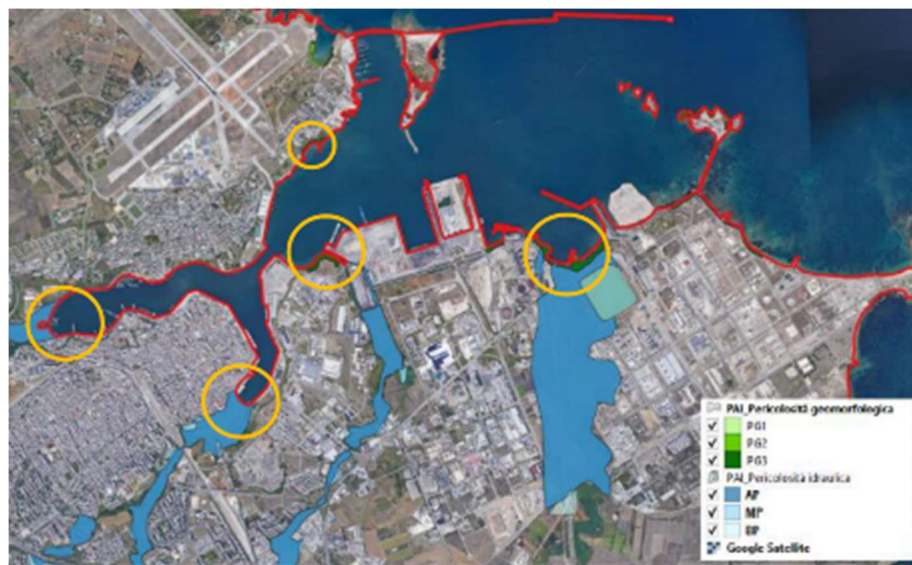 PAI_Pericolosità geomorfologica
PG1
PG2
PG3
PAI_Pericolosità idraulica
AP
MP
BP
Google Satellite